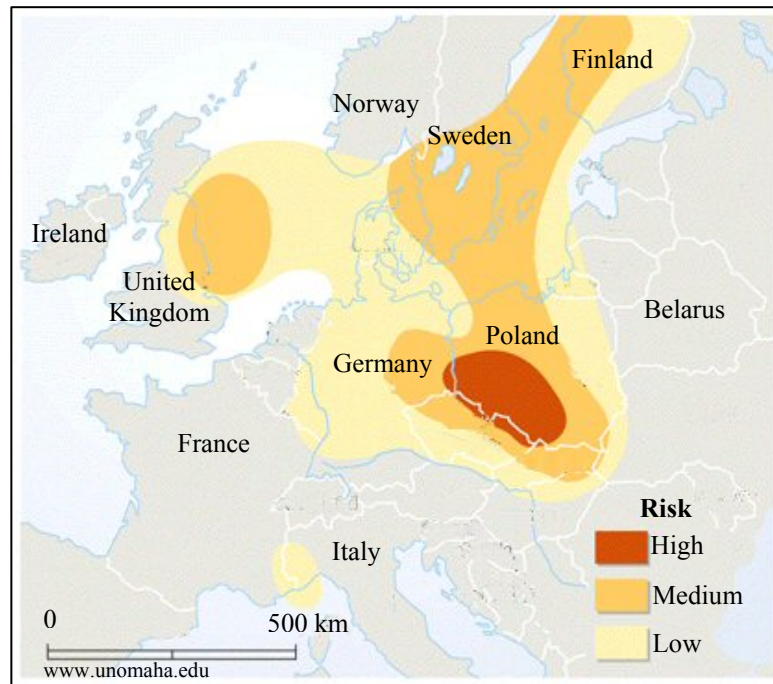 Finland
Norway
Sweden
Ireland
United
Kingdom
Belarus
Poland
Germany
France
Italy
Risk
High
Medium
Low
0
500 km
www.unomaha.edu